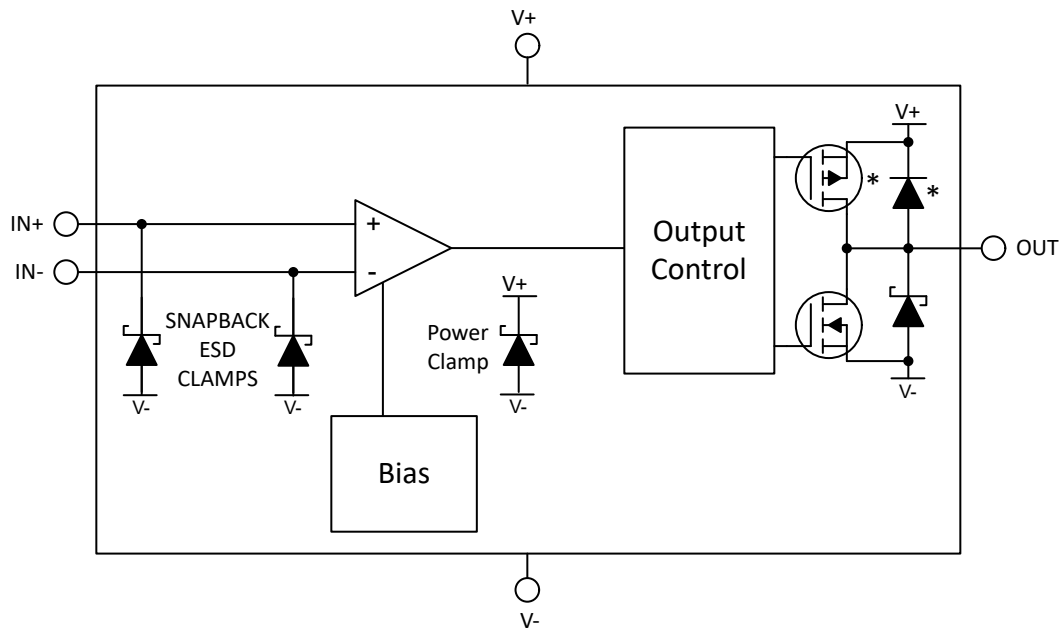 V+
IN+
IN-
+
-
SNAPBACK
ESD
CLAMPS
V-
V-
V+
Power
Clamp
V-
Bias
Output
Control
V+
*
*
OUT
V-
V-